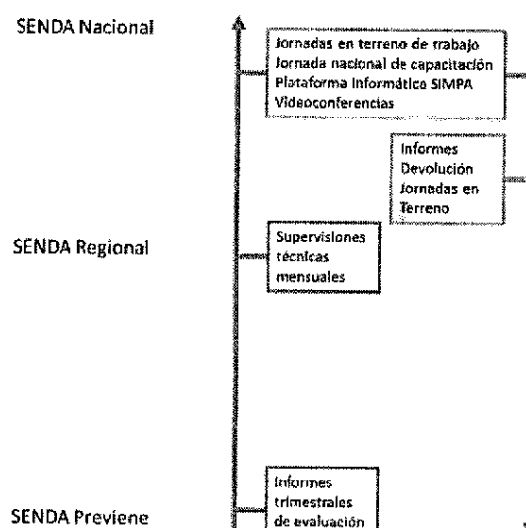 SENDA Nacional
Jornadas en terreno de trabajo
Jornada nacional de capacitación
Plataforma Informática SIMPA
Videoconferencias
Informes
Devolución
Jornadas en
Terreno
SENDA Regional
Supervisiones
técnicas
mensuales
Informes
trimestrales
de evaluación
SENDA Previene